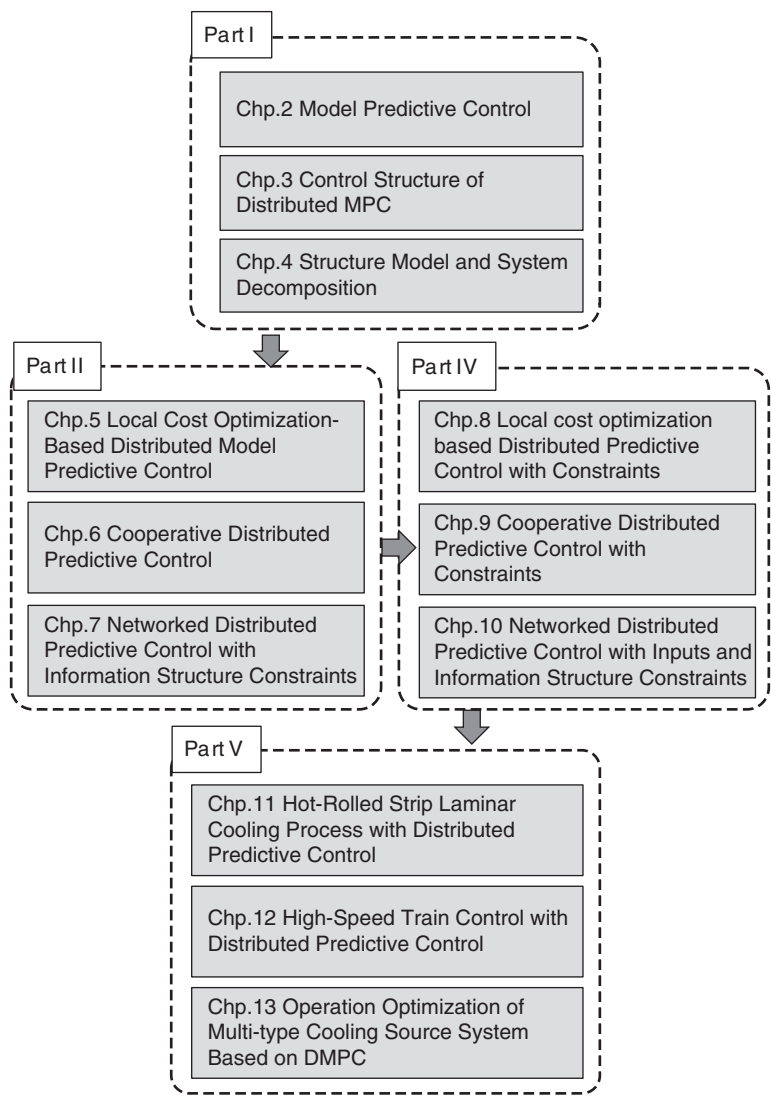 Part I
Chp.2 Model Predictive Control
Chp.3 Control Structure of
Distributed MPC
Chp.4 Structure Model and System
Decomposition
Part II
Chp.5 Local Cost Optimization-
Based Distributed Model
Predictive Control
Chp.6 Cooperative Distributed
Predictive Control
Chp.7 Networked Distributed
Predictive Control with
Information Structure Constraints
Part IV
Chp.8 Local cost optimization
based Distributed Predictive
Control with Constraints
Chp.9 Cooperative Distributed
Predictive Control with
Constraints
Chp.10 Networked Distributed
Predictive Control with Inputs and
Information Structure Constraints
Part V
Chp.11 Hot-Rolled Strip Laminar
Cooling Process with Distributed
Predictive Control
Chp.12 High-Speed Train Control with
Distributed Predictive Control
Chp.13 Operation Optimization of
Multi-type Cooling Source System
Based on DMPC